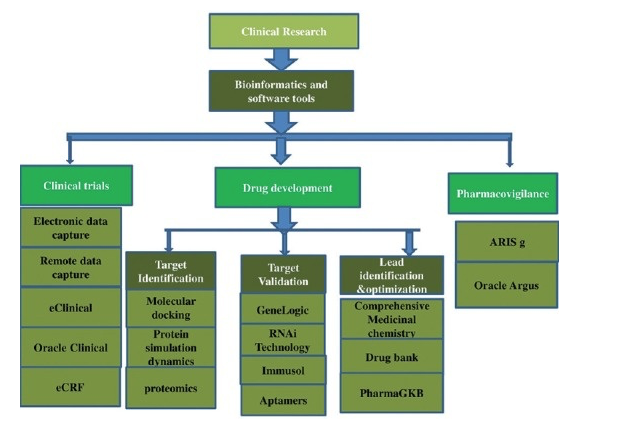 Clinical Research
Bioinformatics and
software tools
Clinical trials
Drug development
Pharmacovigilance
Electronic data
capture
Remote data
capture
eClinical
Oracle Clinical
eCRF
Target
Identification
Molecular
docking
Protein
simulation
dynamics
proteomics
Target
Validation
GeneLogic
RNAi
Technology
Immusol
Aptamers
Lead
identification
&optimization
Comprehensive
Medicinal
chemistry
Drug bank
PharmaGKB
ARIS g
Oracle Argus